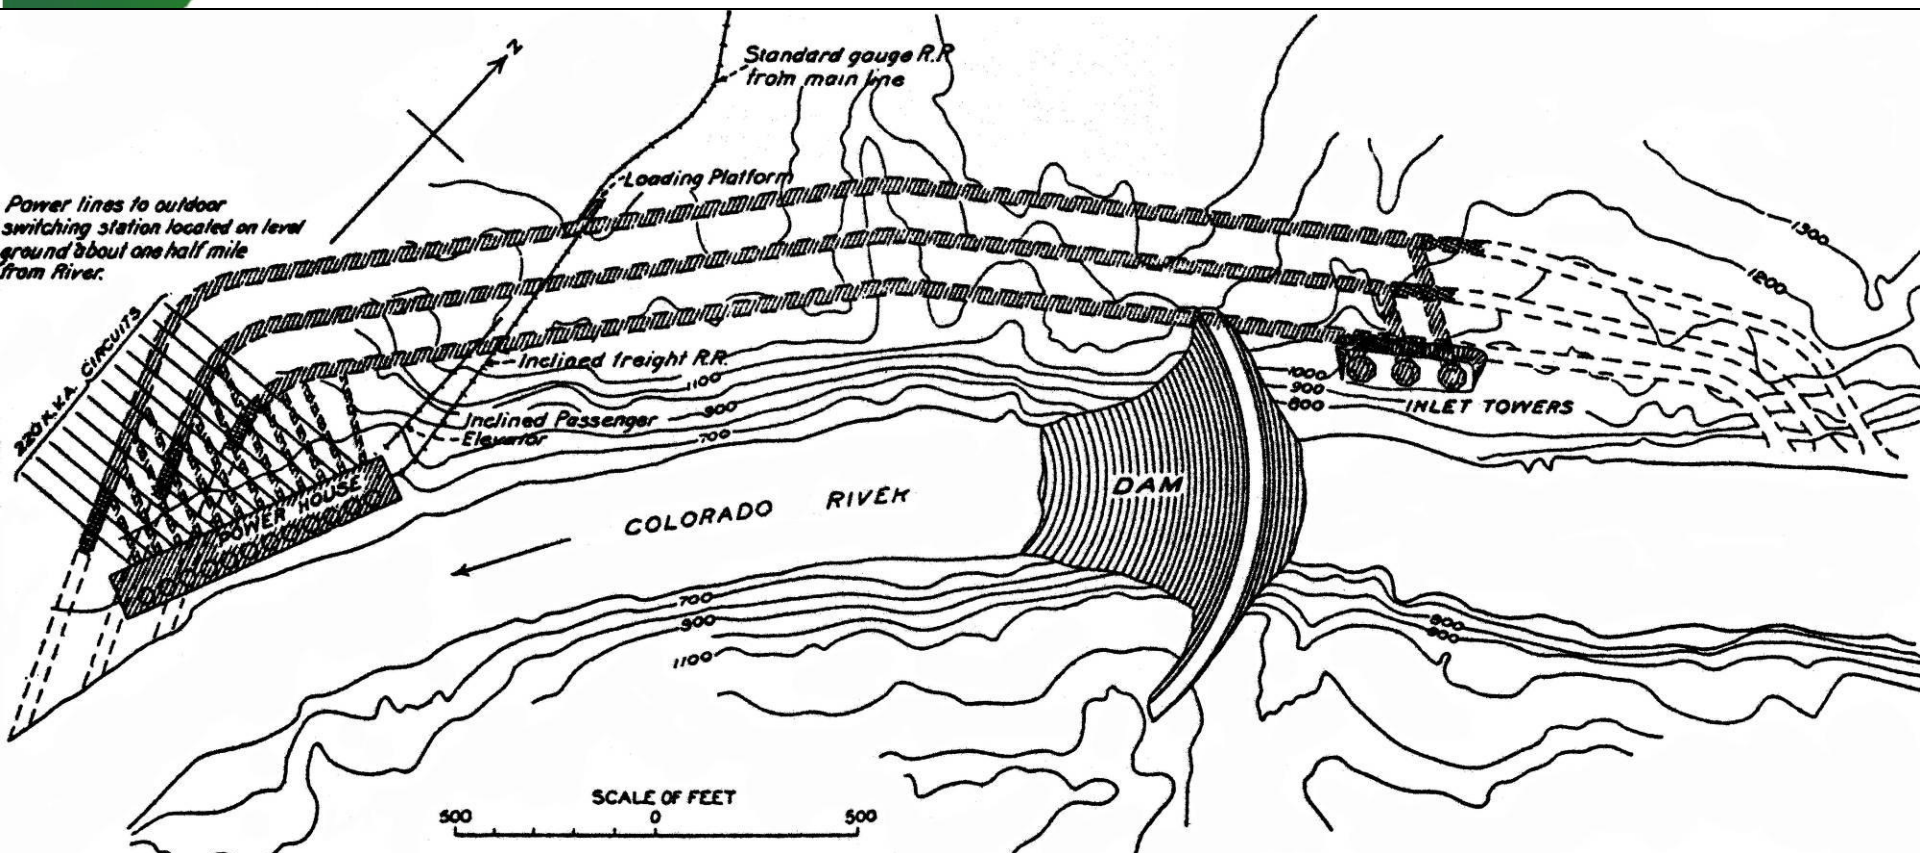 N
Standard gauge R.R.
from main line
Loading Platform
Power lines to outdoor
switching station located on level
ground about one half mile
from River.
1300
1200
220 K.V.A. CIRCUITS
Inclined freight R.R.
1100
1000
900
800
INLET TOWERS
Inclined Passenger
Elevator
900
700
POWER HOUSE
DAM
COLORADO RIVER
700
900
1100
800
900
SCALE OF FEET
500 0 500